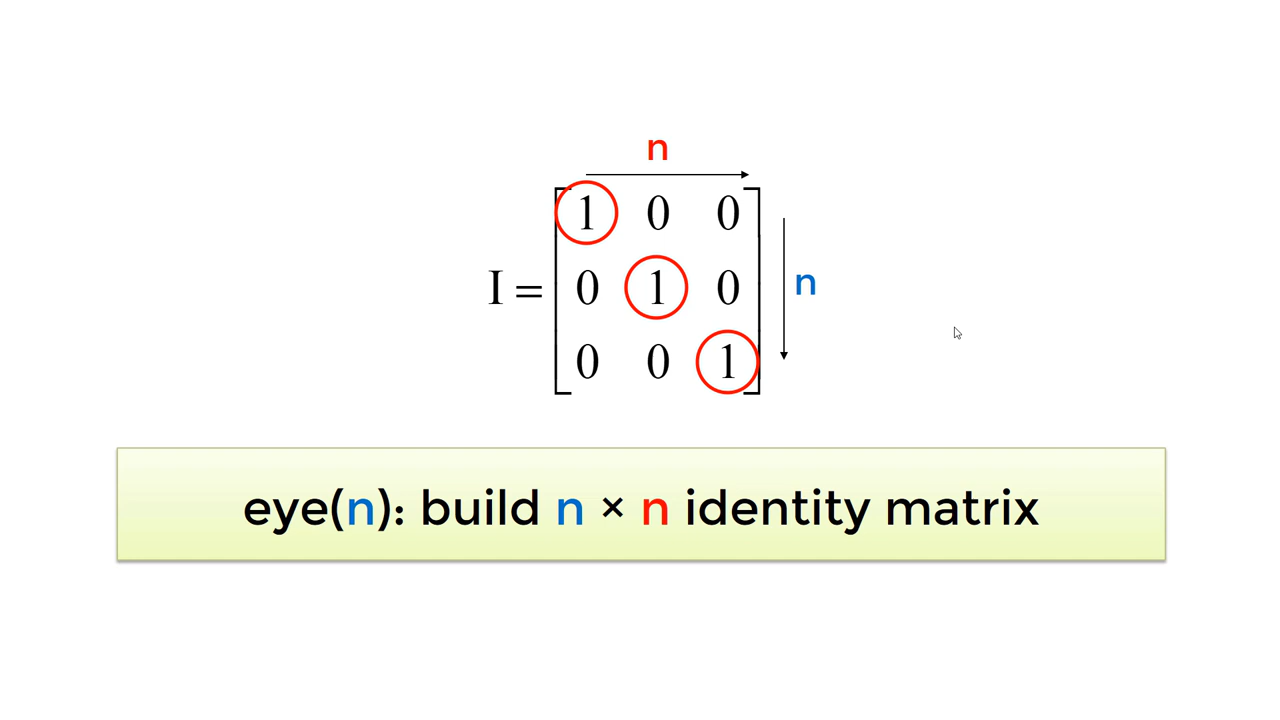 n
1 0 0
I = 0 1 0 n
0 0 1
eye(n): build n × n identity matrix